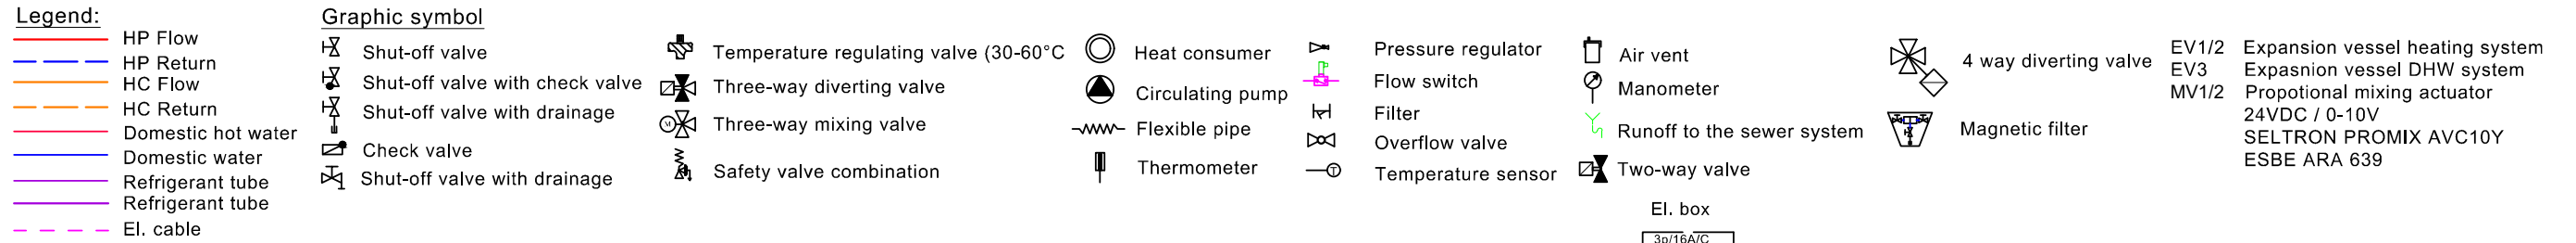 Legend:
HP Flow
HP Return
HC Flow
HC Return
Domestic hot water
Domestic water
Refrigerant tube
Refrigerant tube
El. cable
Graphic symbol
Shut-off valve
Shut-off valve with check valve
Shut-off valve with drainage
Check valve
Shut-off valve with drainage
Temperature regulating valve (30-60°C
Three-way diverting valve
M
Three-way mixing valve
Safety valve combination
Heat consumer
Circulating pump
Flexible pipe
Thermometer
Pressure regulator
Flow switch
Filter
Overflow valve
T
Temperature sensor
Air vent
Manometer
Runoff to the sewer system
Two-way valve
El. box
3p/16A/C
4 way diverting valve
Magnetic filter
EV1/2 Expansion vessel heating system
EV3 Expasnion vessel DHW system
MV1/2 Propotional mixing actuator
24VDC / 0-10V
SELTRON PROMIX AVC10Y
ESBE ARA 639